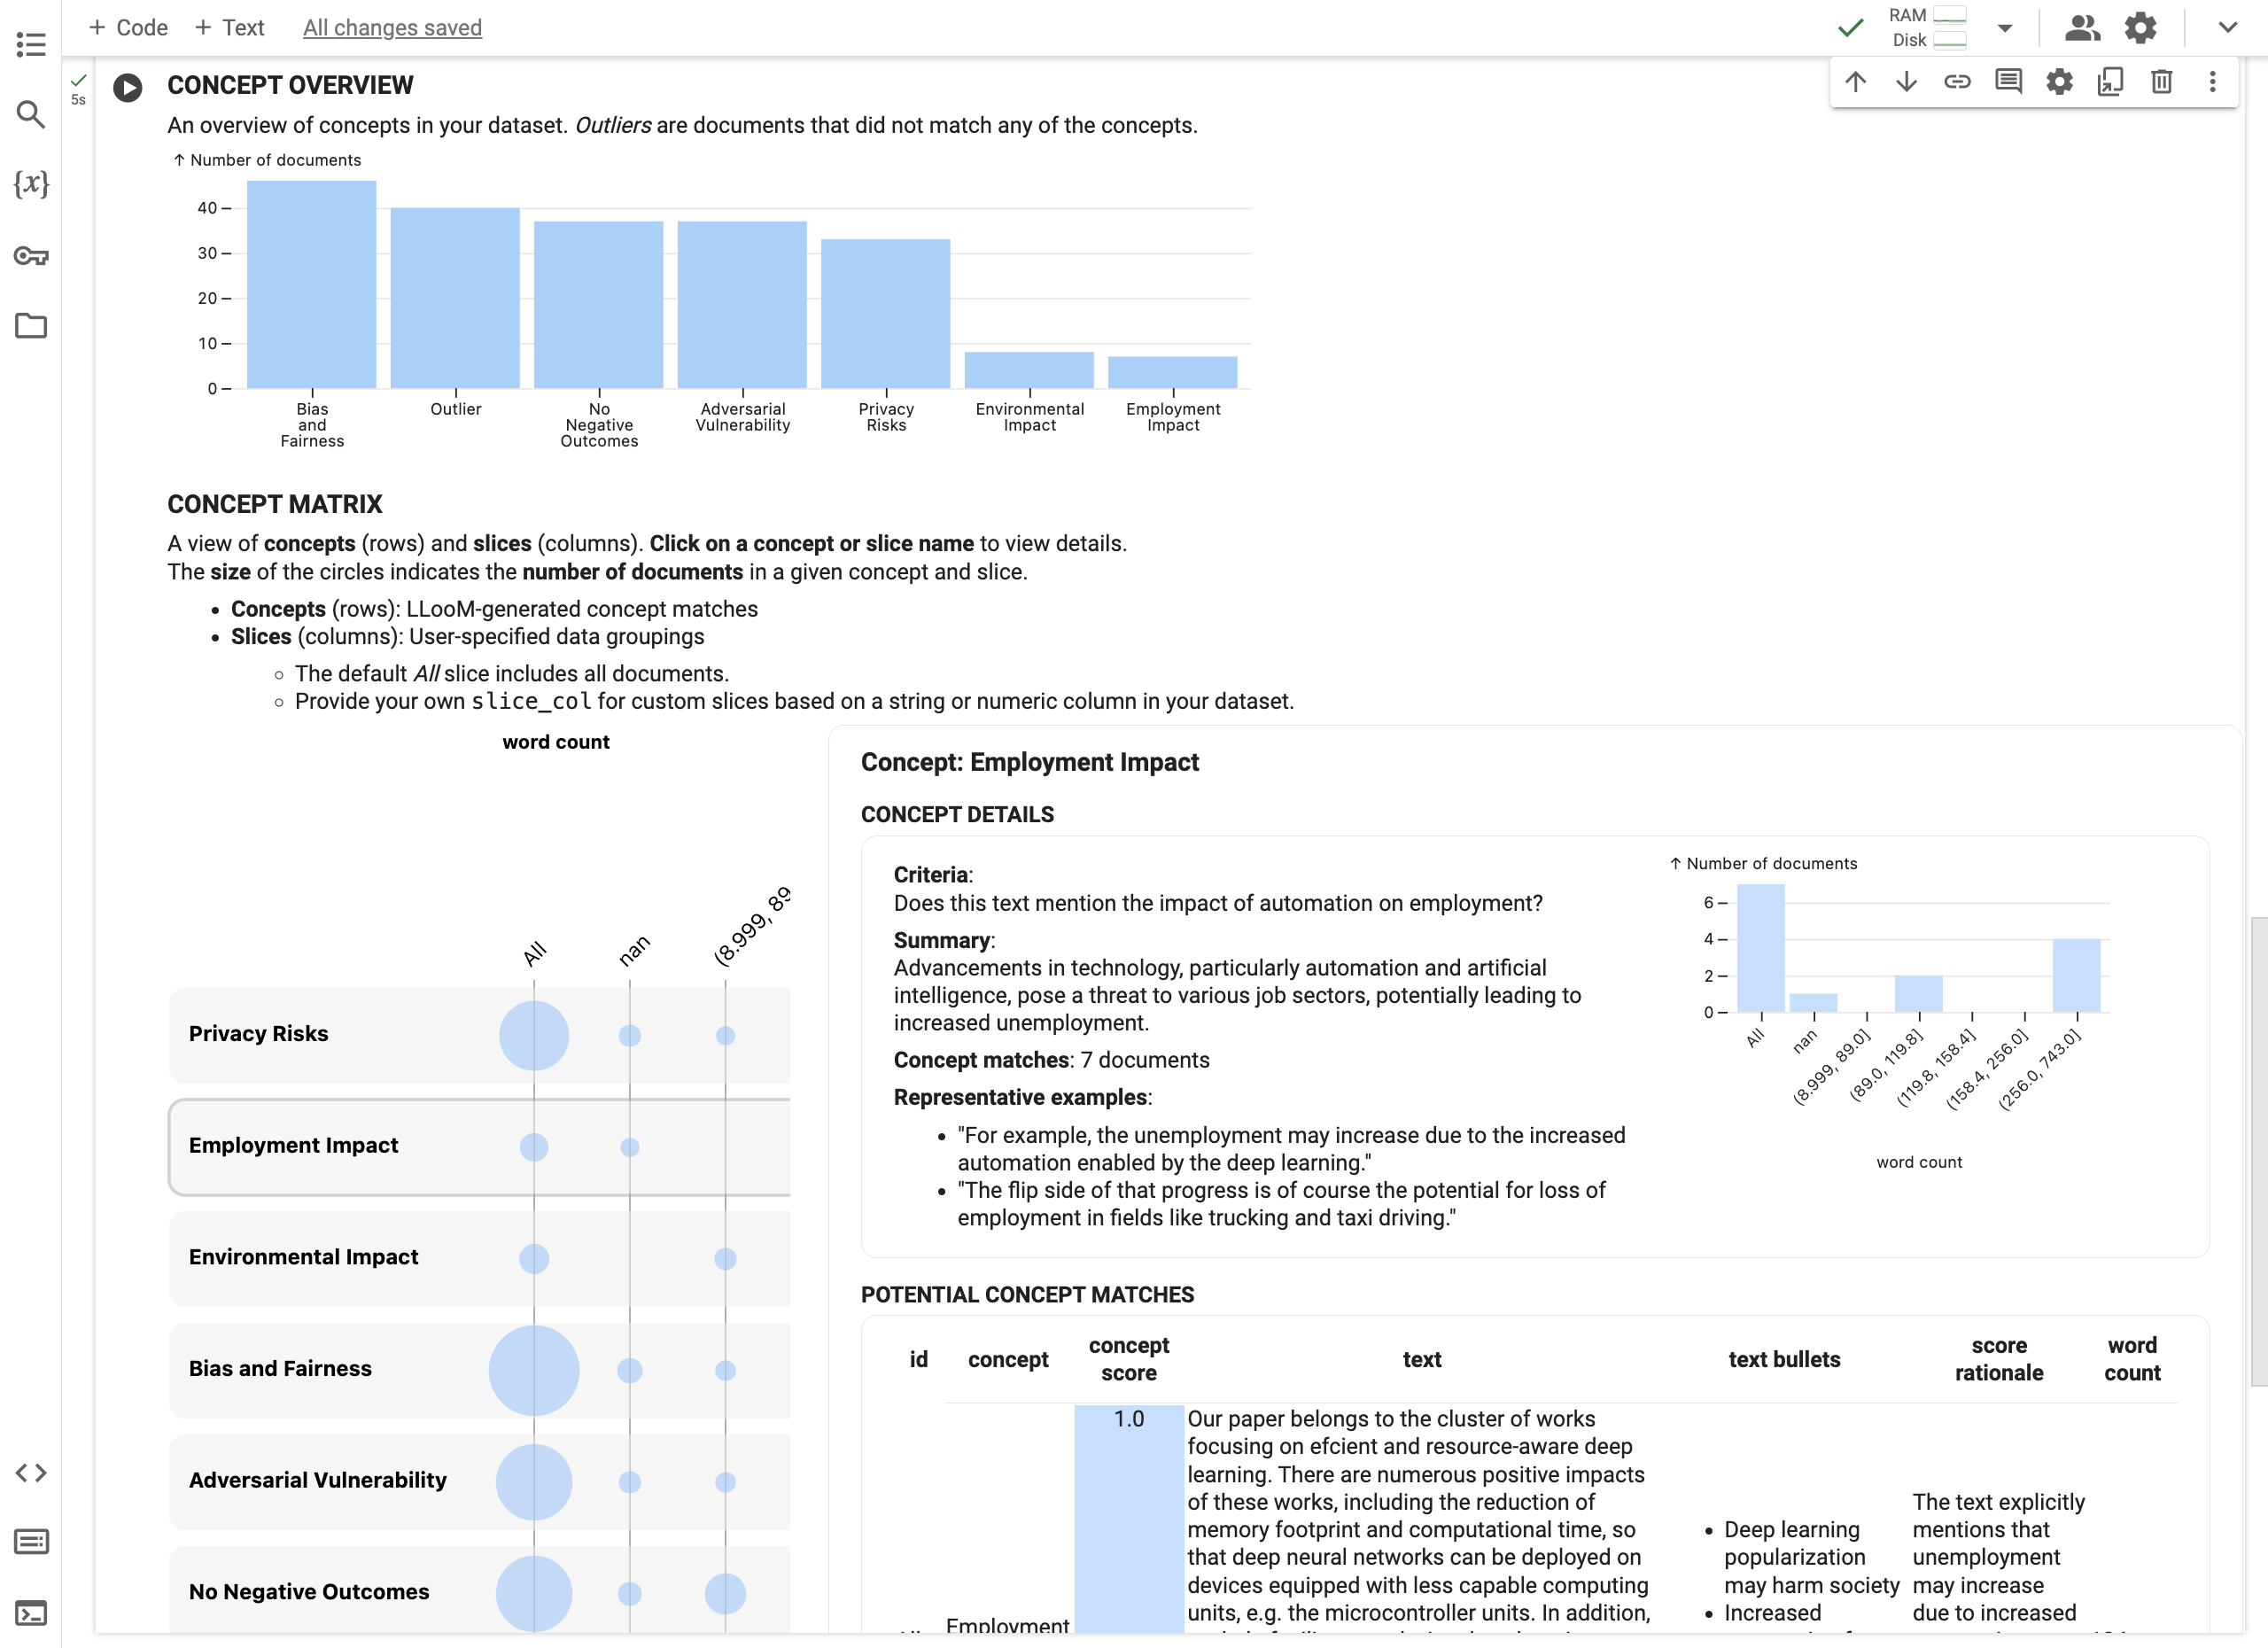 + Code + Text All changes saved
RAM
Disk
5s
CONCEPT OVERVIEW
An overview of concepts in your dataset. Outliers are documents that did not match any of the concepts.
↑ Number of documents
40
30
20
10
0
Bias
and
Fairness
Outlier
No
Negative
Outcomes
Adversarial
Vulnerability
Privacy
Risks
Environmental
Impact
Employment
Impact
CONCEPT MATRIX
A view of concepts (rows) and slices (columns). Click on a concept or slice name to view details.
The size of the circles indicates the number of documents in a given concept and slice.
• Concepts (rows): LLooM-generated concept matches
• Slices (columns): User-specified data groupings
◦ The default All slice includes all documents.
◦ Provide your own slice_col for custom slices based on a string or numeric column in your dataset.
word count
All
nan
(8.999, 89
Privacy Risks
Employment Impact
Environmental Impact
Bias and Fairness
Adversarial Vulnerability
No Negative Outcomes
Concept: Employment Impact
CONCEPT DETAILS
Criteria:
Does this text mention the impact of automation on employment?
Summary:
Advancements in technology, particularly automation and artificial
intelligence, pose a threat to various job sectors, potentially leading to
increased unemployment.
Concept matches: 7 documents
Representative examples:
• "For example, the unemployment may increase due to the increased
automation enabled by the deep learning."
• "The flip side of that progress is of course the potential for loss of
employment in fields like trucking and taxi driving."
↑ Number of documents
6
4
2
0
All
nan
(8.999, 89.0]
(89.0, 119.8]
(119.8, 158.4]
(158.4, 256.0]
(256.0, 743.0]
word count
POTENTIAL CONCEPT MATCHES
id
concept
concept
score
text
text bullets
score
rationale
word
count
Employment
1.0
Our paper belongs to the cluster of works
focusing on efcient and resource-aware deep
learning. There are numerous positive impacts
of these works, including the reduction of
memory footprint and computational time, so
that deep neural networks can be deployed on
devices equipped with less capable computing
units, e.g. the microcontroller units. In addition,
• Deep learning
popularization
may harm society
• Increased
The text explicitly
mentions that
unemployment
may increase
due to increased